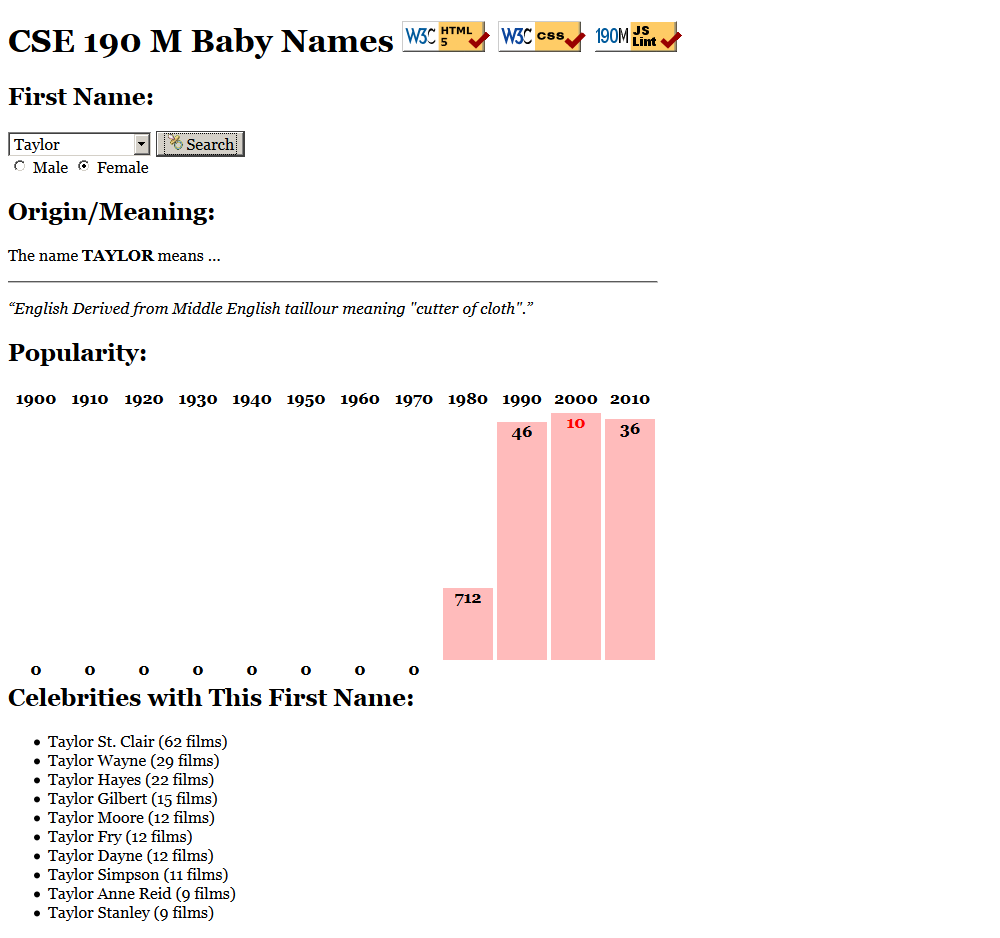 CSE 190 M Baby Names W3C HTML 5 W3C css 190M JS Lint
First Name:
Taylor Search
Male Female
Origin/Meaning:
The name TAYLOR means ...
“English Derived from Middle English taillour meaning "cutter of cloth".”
Popularity:
1900 1910 1920 1930 1940 1950 1960 1970 1980 1990 2000 2010
10
36
46
712
0 0 0 0 0 0 0 0
Celebrities with This First Name:
• Taylor St. Clair (62 films)
• Taylor Wayne (29 films)
• Taylor Hayes (22 films)
• Taylor Gilbert (15 films)
• Taylor Moore (12 films)
• Taylor Fry (12 films)
• Taylor Dayne (12 films)
• Taylor Simpson (11 films)
• Taylor Anne Reid (9 films)
• Taylor Stanley (9 films)